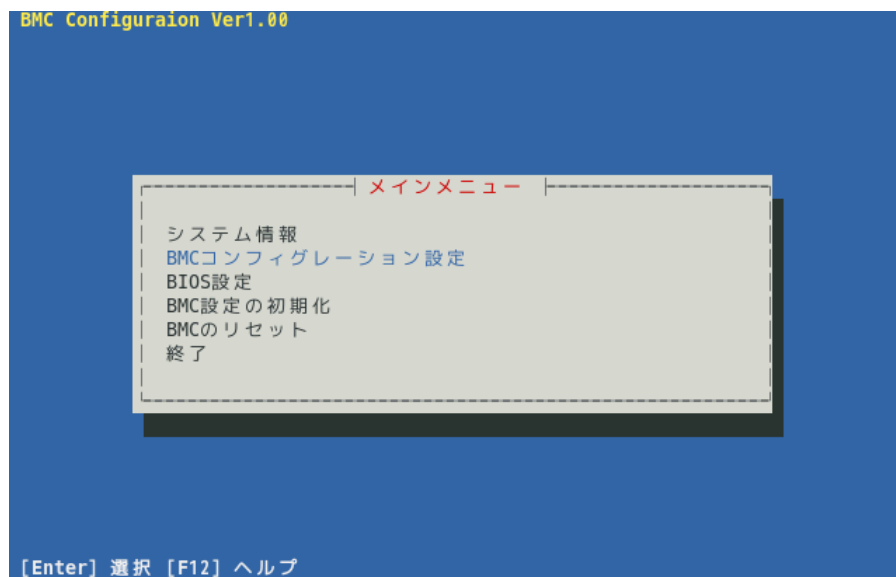 BMC Configuraion Ver1.00
メインメニュー
システム情報
BMCコンフィグレーション設定
BIOS設定
BMC設定の初期化
BMCのリセット
終了
[Enter] 選択 [F12] ヘルプ